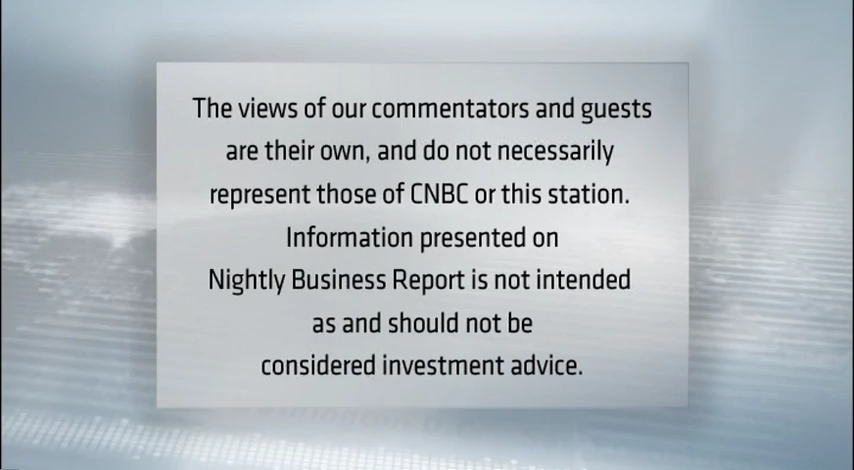 The views of our commentators and guests
are their own, and do not necessarily
represent those of CNBC or this station.
Information presented on
Nightly Business Report is not intended
as and should not be
considered investment advice.